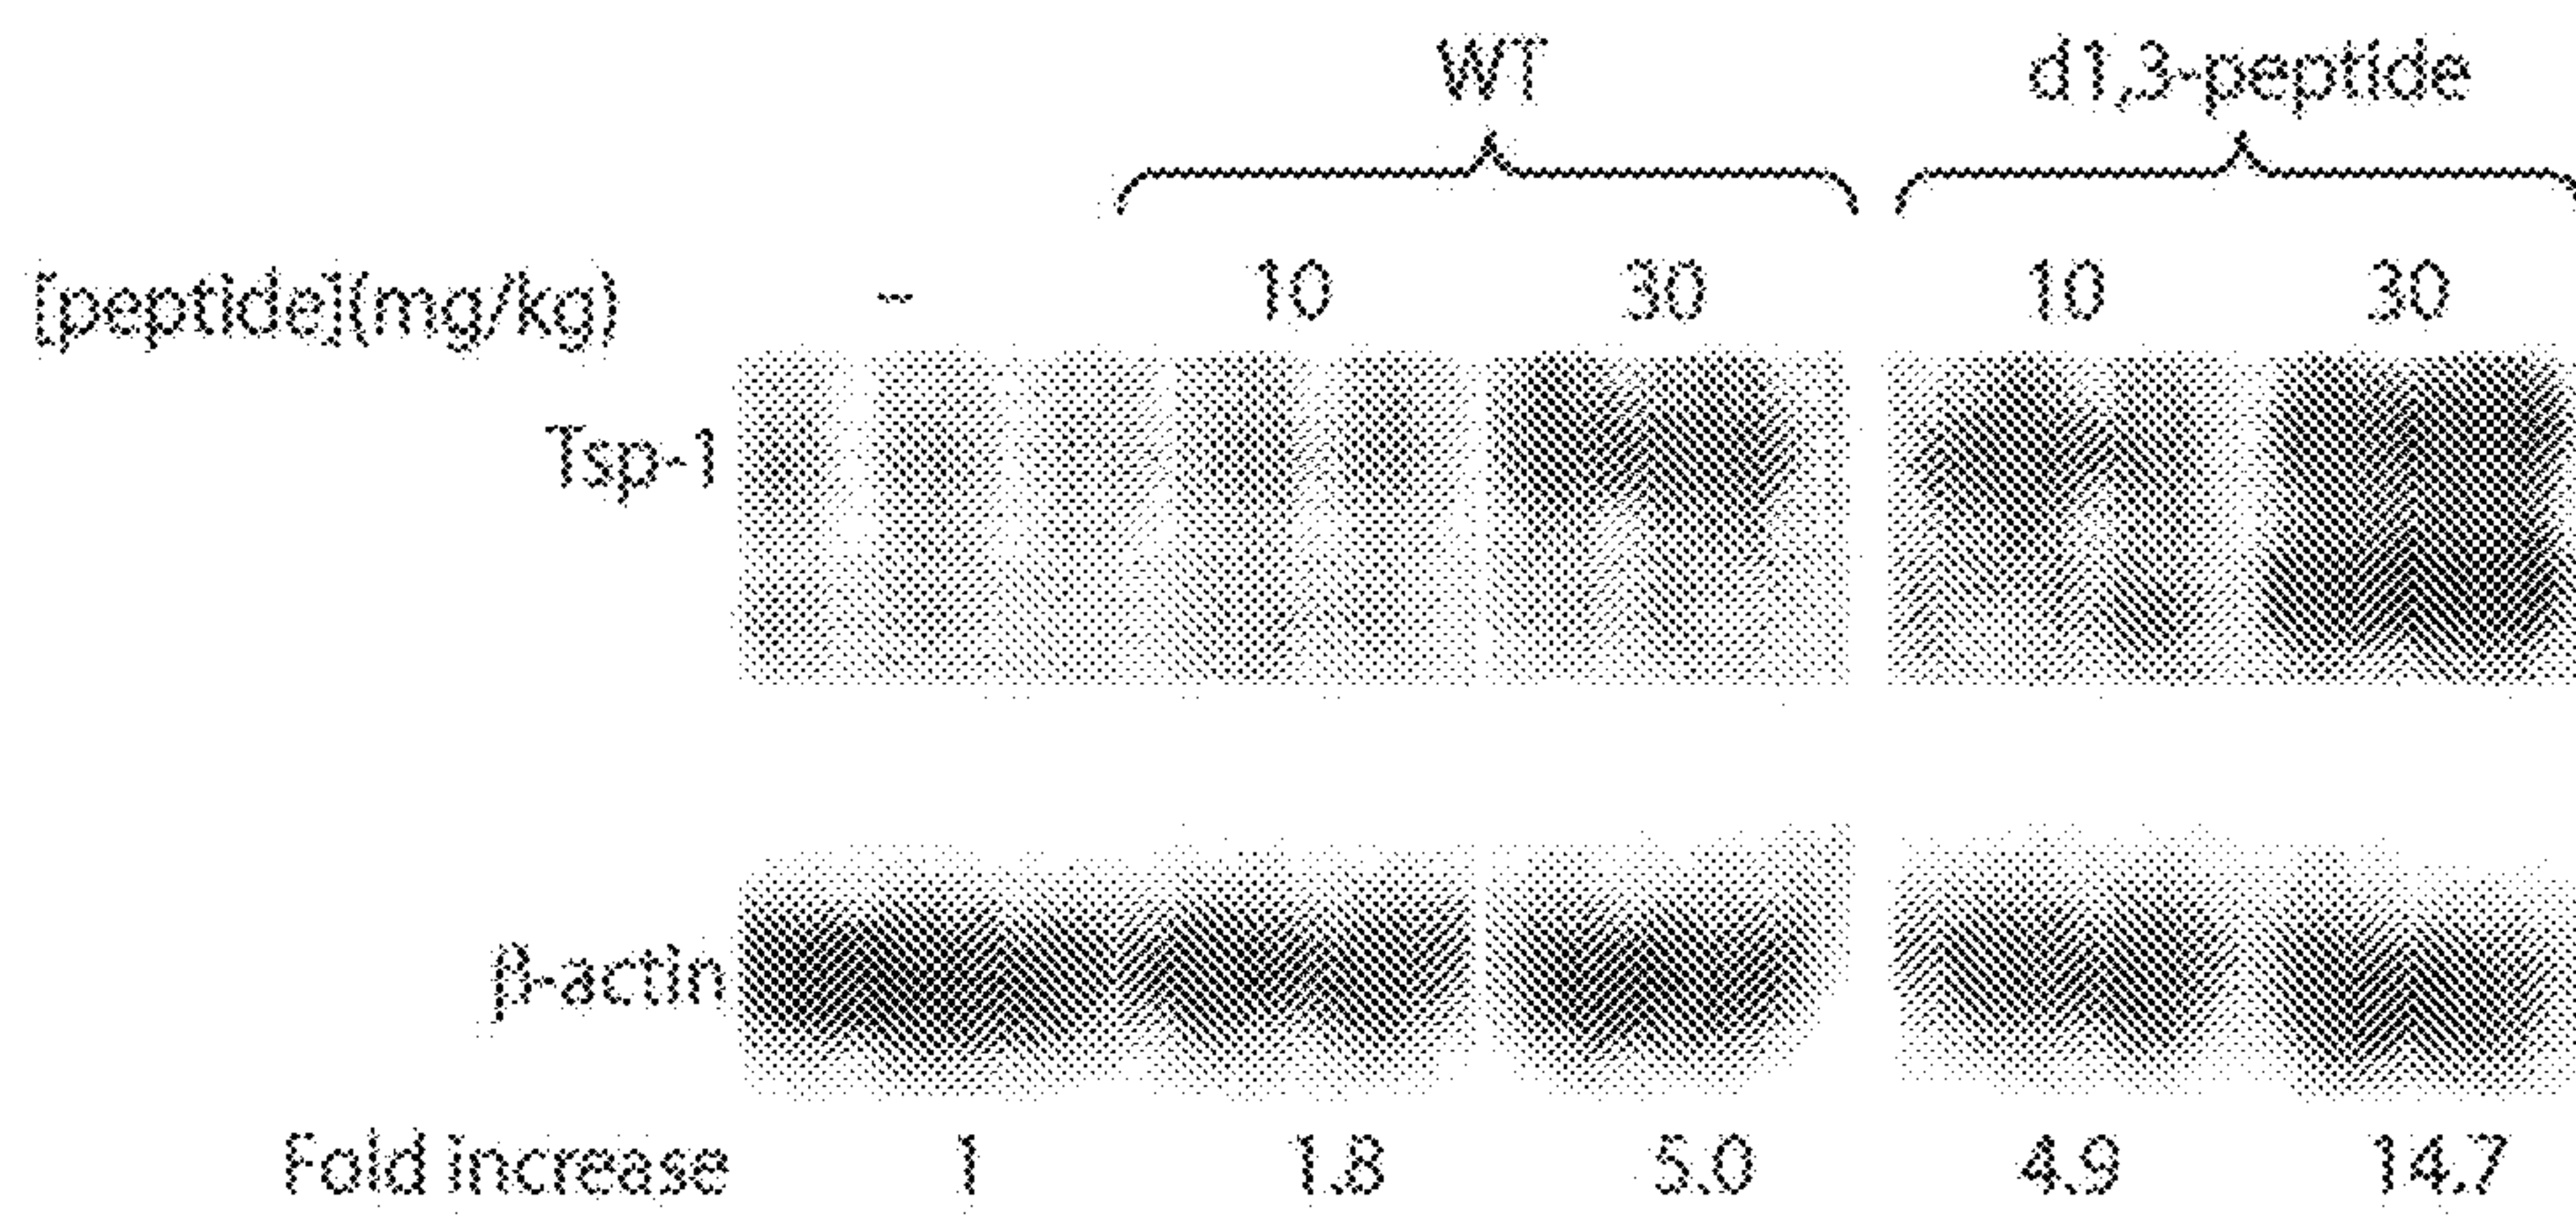 WT d1,3-peptide
[peptide](mg/kg) - 10 30 10 30
Tsp-1
β-actin
Fold increase 1 1.8 5.0 4.9 14.7